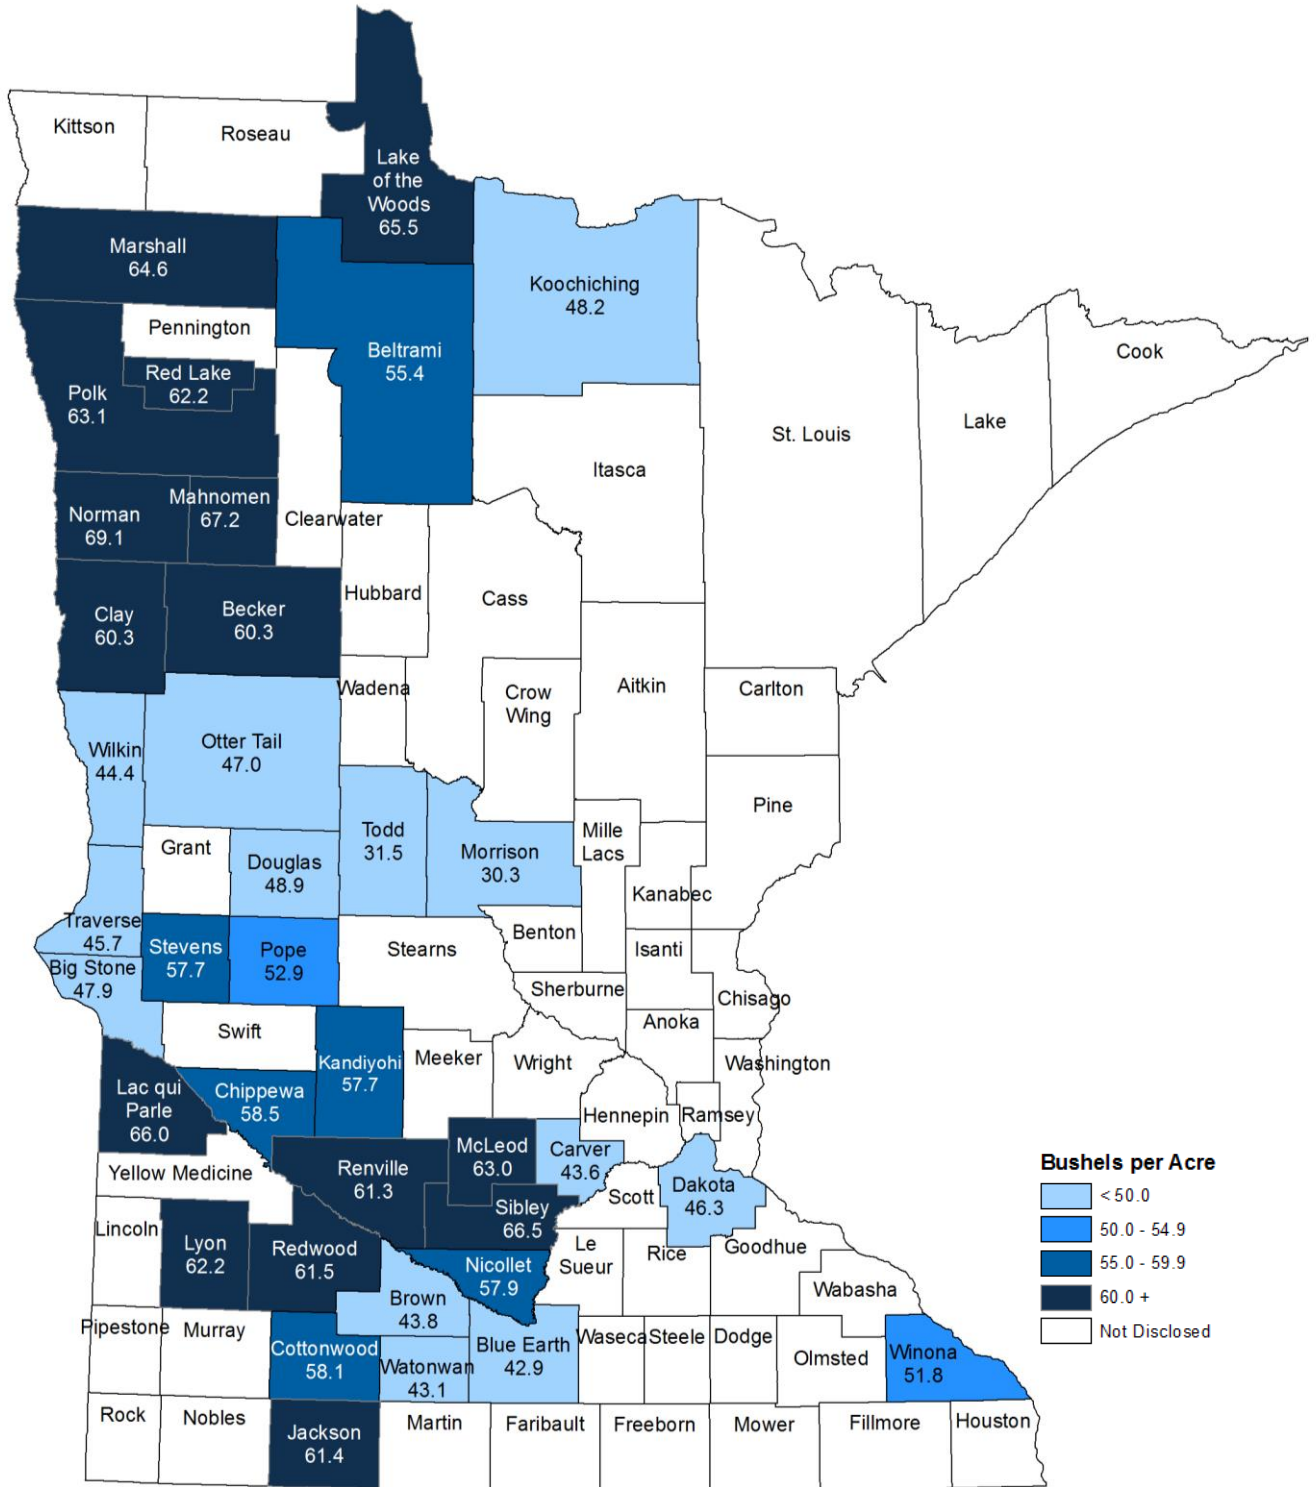 Kittson
Roseau
Lake
of the
Woods
65.5
Marshall
64.6
Koochiching
48.2
Pennington
Beltrami
55.4
Red Lake
62.2
Polk
63.1
Cook
Lake
St. Louis
Itasca
Norman
69.1
Mahnomen
67.2
Clearwater
Hubbard
Cass
Clay
60.3
Becker
60.3
Wadena
Crow
Wing
Aitkin
Carlton
Wilkin
44.4
Otter Tail
47.0
Pine
Grant
Douglas
48.9
Todd
31.5
Morrison
30.3
Mille
Lacs
Kanabec
Traverse
45.7
Stevens
57.7
Pope
52.9
Stearns
Benton
Isanti
Big Stone
47.9
Sherburne
Chisago
Swift
Anoka
Kandiyohi
57.7
Meeker
Wright
Washington
Lac qui
Parle
66.0
Chippewa
58.5
Hennepin
Ramsey
Yellow Medicine
Renville
61.3
McLeod
63.0
Carver
43.6
Scott
Dakota
46.3
Sibley
66.5
Lincoln
Lyon
62.2
Redwood
61.5
Nicollet
57.9
Le
Sueur
Rice
Goodhue
Wabasha
Brown
43.8
Pipestone
Murray
Cottonwood
58.1
Watonwan
43.1
Blue Earth
42.9
Waseca
Steele
Dodge
Olmsted
Winona
51.8
Rock
Nobles
Jackson
61.4
Martin
Faribault
Freeborn
Mower
Fillmore
Houston
Bushels per Acre
< 50.0
50.0 - 54.9
55.0 - 59.9
60.0 +
Not Disclosed